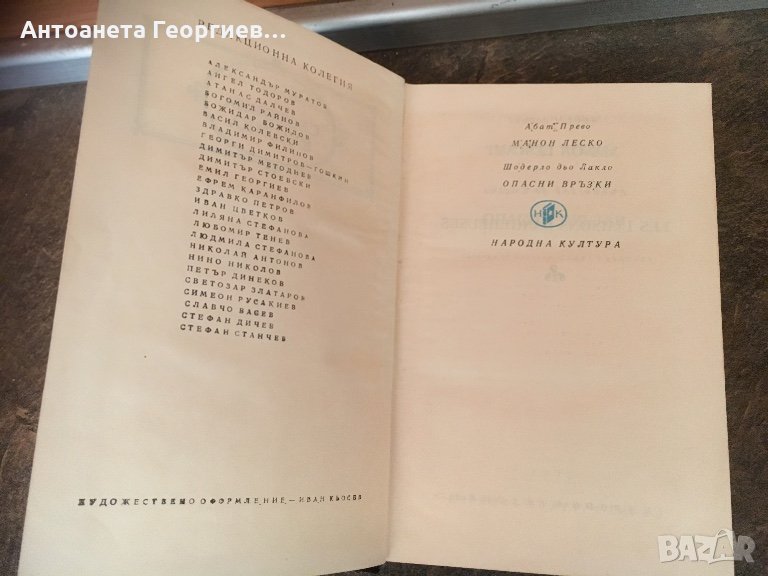 Антоанета Георгиев...
РЕДАКЦИОННА КОЛЕГИЯ
АЛЕКСАНДЪР МУРАТОВ
АНГЕЛ ТОДОРОВ
АТАНАС ДАЛЧЕВ
БОГОМИЛ РАЙНОВ
БОЖИДАР БОЖИЛОВ
ВАСИЛ КОЛЕВСКИ
ВЛАДИМИР ФИЛИПОВ
ГЕОРГИ ДИМИТРОВ-ГОШКИН
ДИМИТЪР МЕТОДИЕВ
ДИМИТЪР СТОЕВСКИ
ЕМИЛ ГЕОРГИЕВ
ЕФРЕМ КАРАНФИЛОВ
ЗДРАВКО ПЕТРОВ
ИВАН ЦВЕТКОВ
ЛИЛЯНА СТЕФАНОВА
ЛЮБОМИР ТЕНЕВ
ЛЮДМИЛА СТЕФАНОВА
НИКОЛАЙ АНТОНОВ
НИНО НИКОЛОВ
ПЕТЪР ДИНЕКОВ
СВЕТОЗАР ЗЛАТАРОВ
СИМЕОН РУСАКИЕВ
СЛАВЧО ВАСЕВ
СТЕФАН ДИЧЕВ
СТЕФАН СТАНЧЕВ
ХУДОЖЕСТВЕНО ОФОРМЛЕНИЕ — ИВАН КЬОСЕВ
Абат Прево
МАНОН ЛЕСКО
Шодерло дьо Лакло
ОПАСНИ ВРЪЗКИ
НК
НАРОДНА КУЛТУРА
BAZAR